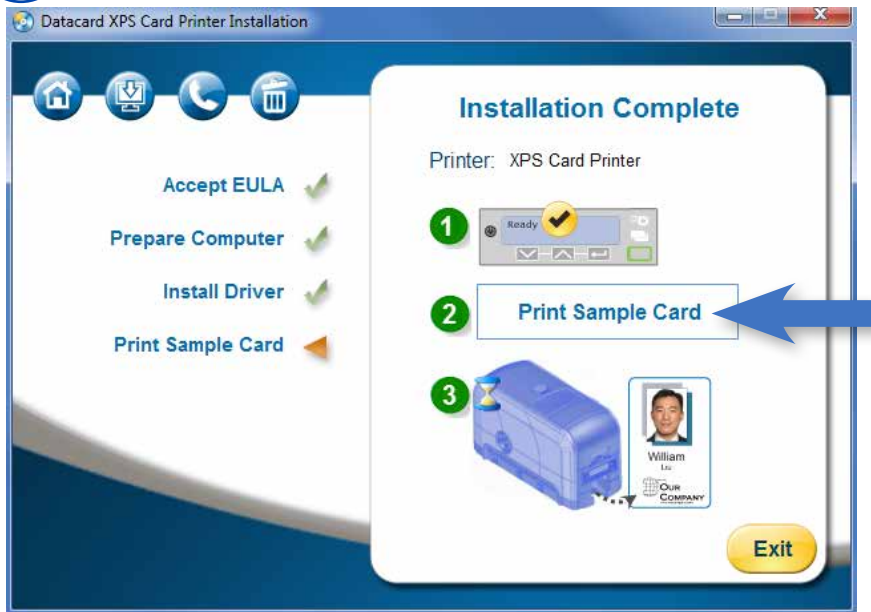 Datacard XPS Card Printer Installation
Installation Complete
Printer: XPS Card Printer
Accept EULA
Prepare Computer
Install Driver
Print Sample Card
1
Ready
2
Print Sample Card
3
William
Liu
OUR
COMPANY
Exit